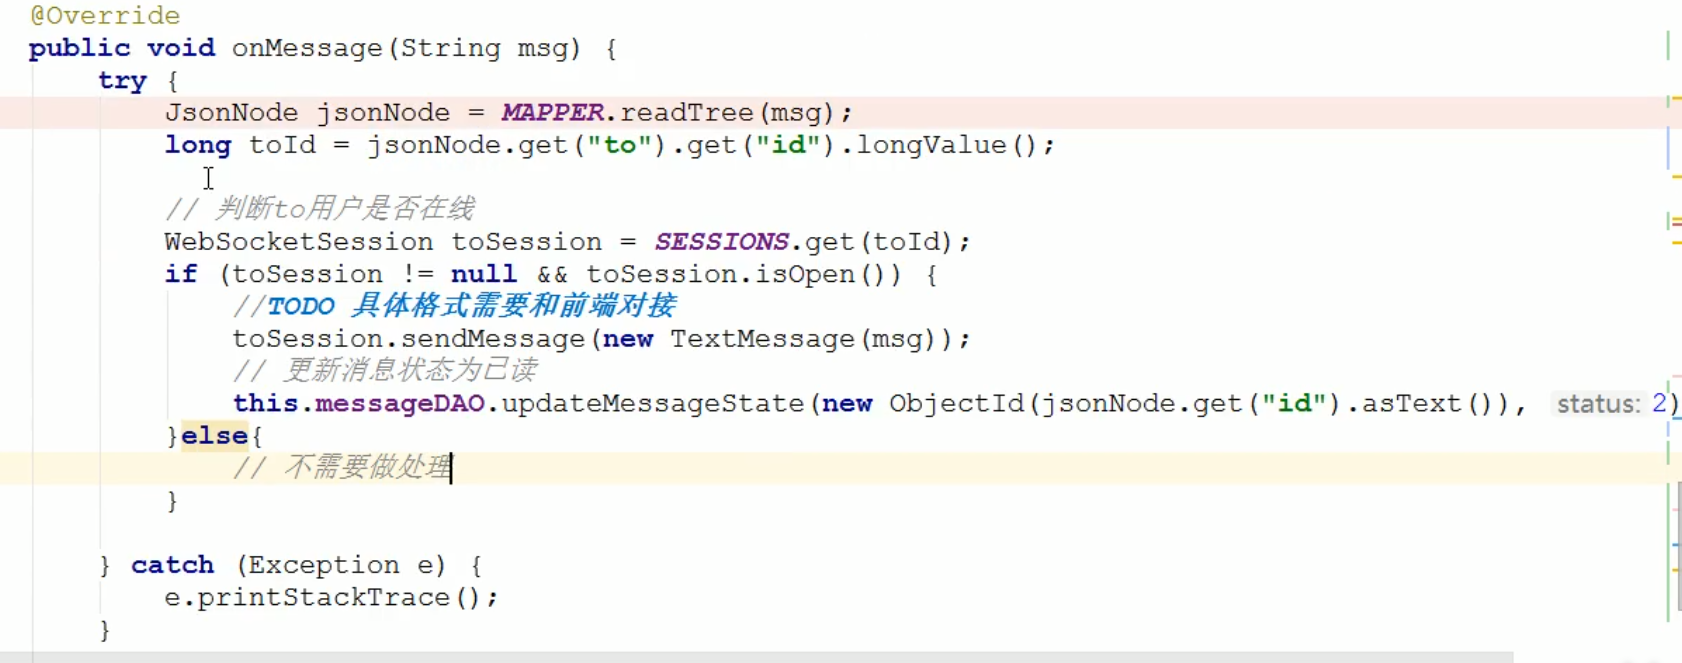 @Override
public void onMessage(String msg) {
try {
JsonNode jsonNode = MAPPER.readTree(msg);
long toId = jsonNode.get("to").get("id").longValue();
// 判断to用户是否在线
WebSocketSession toSession = SESSIONS.get(toId);
if (toSession != null && toSession.isOpen()) {
//TODO 具体格式需要和前端对接
toSession.sendMessage(new TextMessage(msg));
// 更新消息状态为已读
this.messageDAO.updateMessageState(new ObjectId(jsonNode.get("id").asText()), status: 2)
}else{
// 不需要做处理
}
} catch (Exception e) {
e.printStackTrace();
}